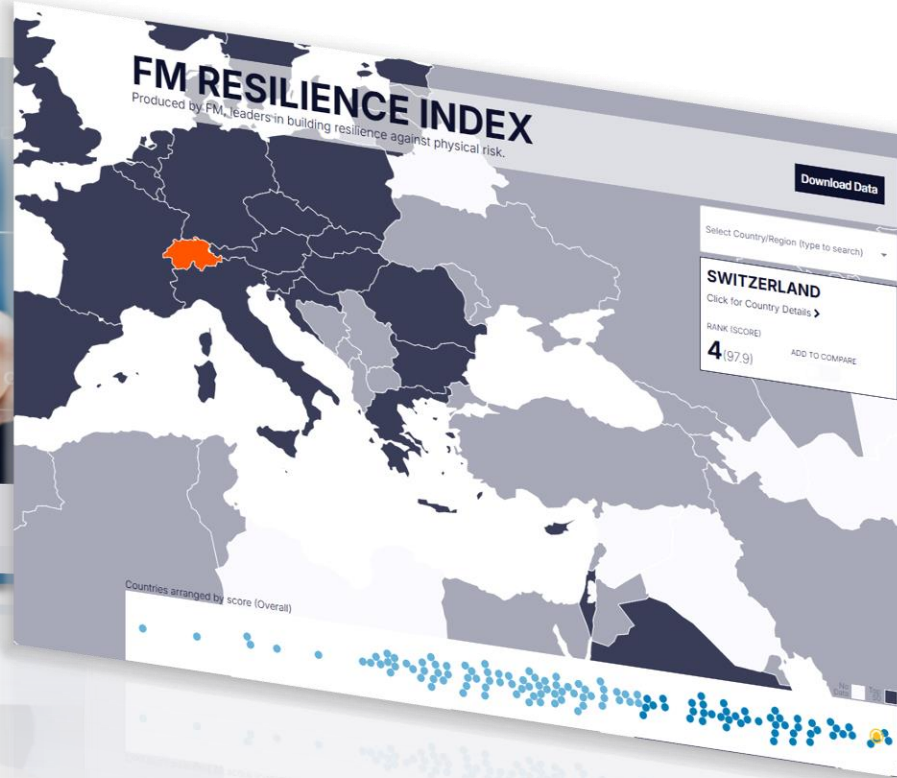 FM RESILIENCE INDEX
Produced by FM, leaders in building resilience against physical risk.
Download Data
Select Country/Region (type to search)
SWITZERLAND
Click for Country Details >
RANK (SCORE)
4 (97.9)
ADD TO COMPARE
Countries arranged by score (Overall)
No
Data